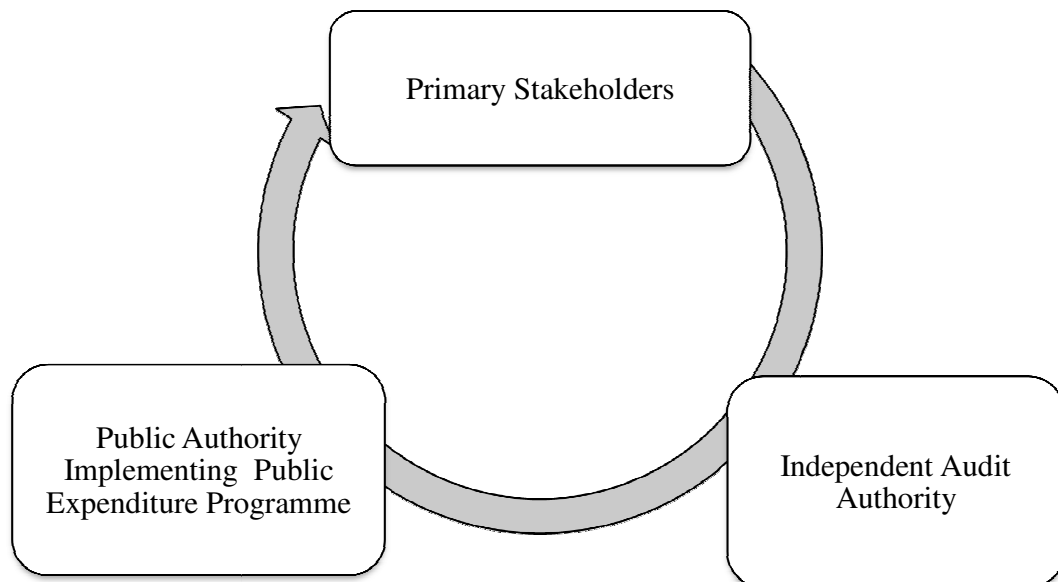 Primary Stakeholders
Public Authority
Implementing Public
Expenditure Programme
Independent Audit
Authority